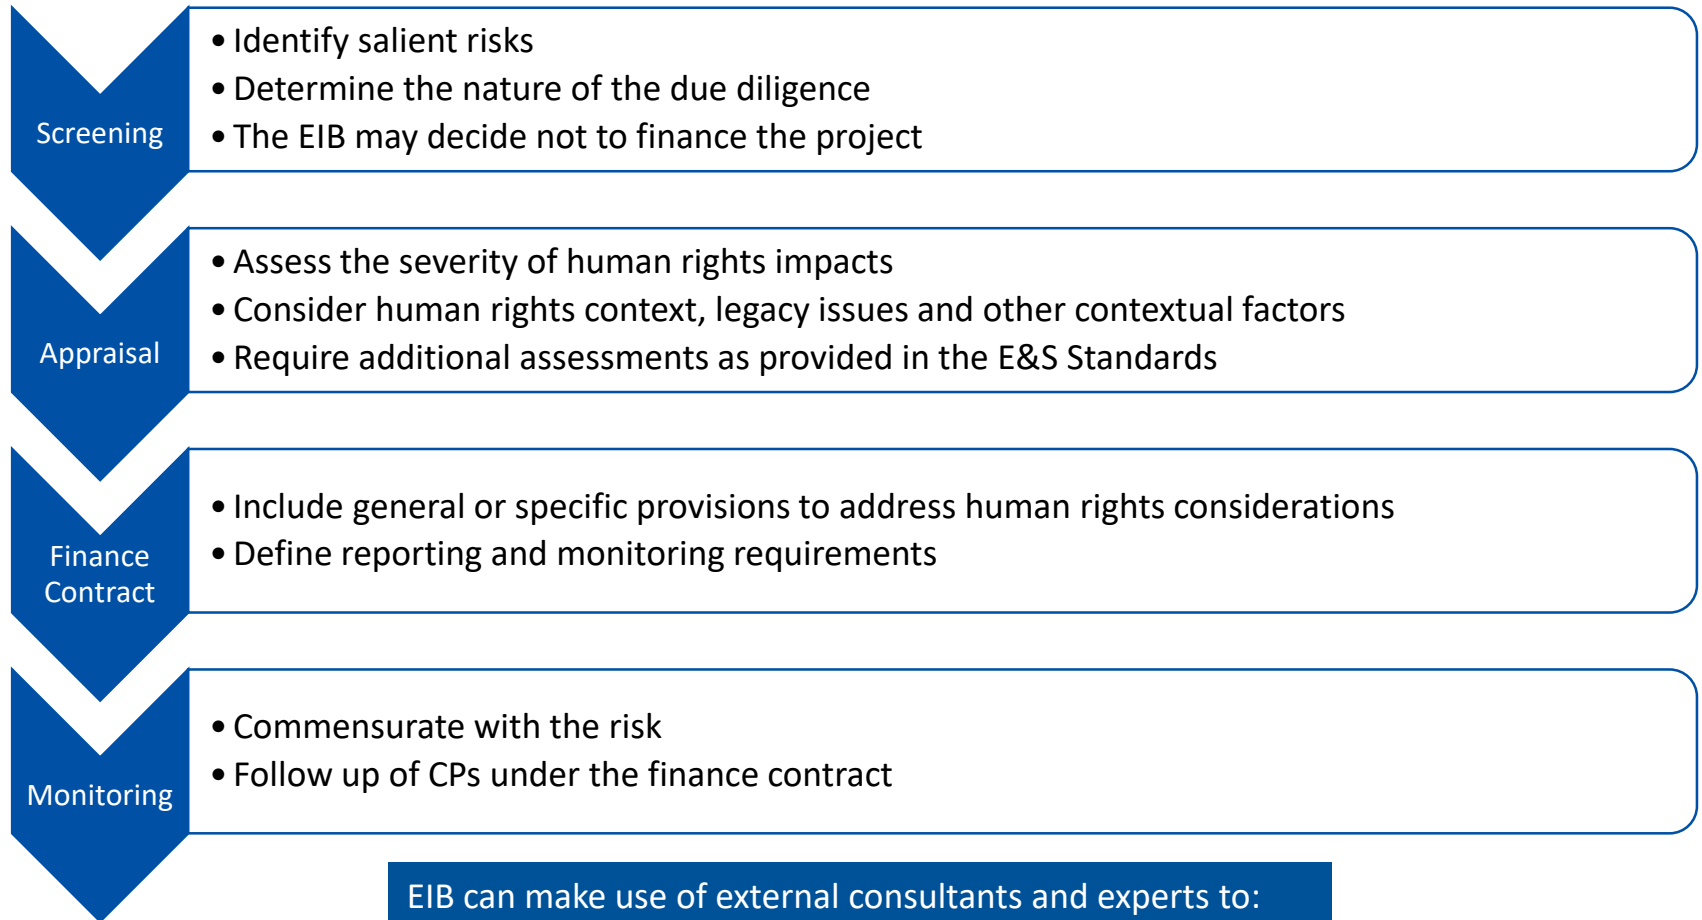 Screening
• Identify salient risks
• Determine the nature of the due diligence
• The EIB may decide not to finance the project
Appraisal
• Assess the severity of human rights impacts
• Consider human rights context, legacy issues and other contextual factors
• Require additional assessments as provided in the E&S Standards
Finance
Contract
• Include general or specific provisions to address human rights considerations
• Define reporting and monitoring requirements
Monitoring
• Commensurate with the risk
• Follow up of CPs under the finance contract
EIB can make use of external consultants and experts to: